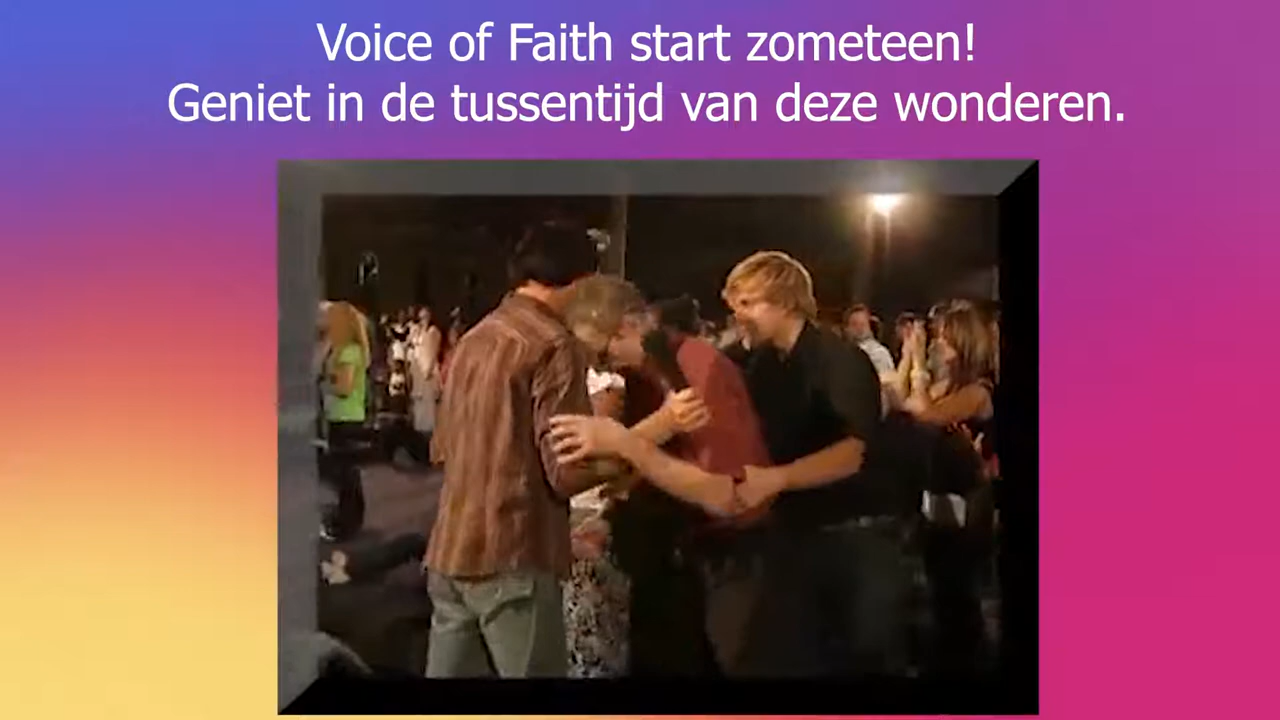 Voice of Faith start zometeen!
Geniet in de tussentijd van deze wonderen.